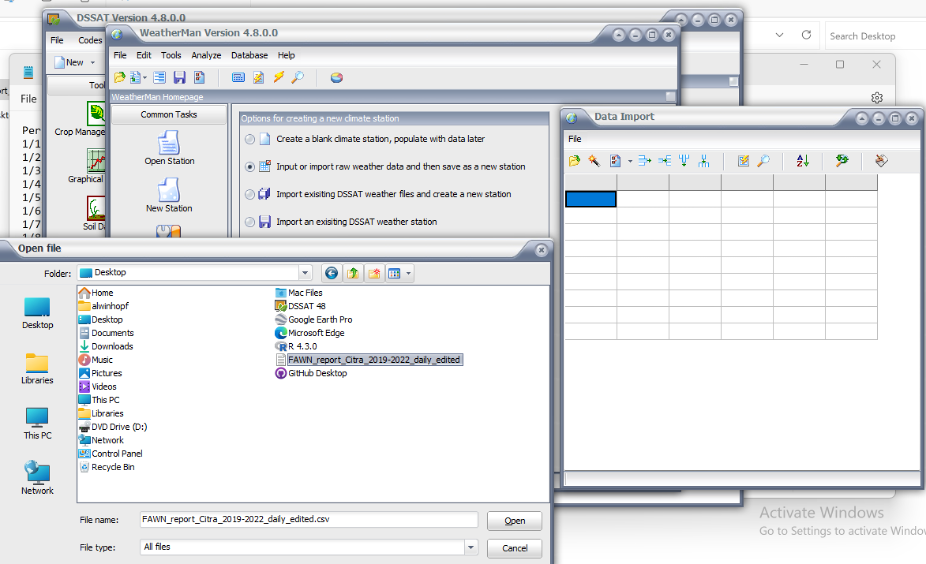 DSSAT Version 4.8.0.0
File Codes
New
Tool
Crop Manage
Graphical
Soil Da
File
Per
1/1
1/2
1/3
1/4
1/5
1/6
1/7
WeatherMan Version 4.8.0.0
File Edit Tools Analyze Database Help
WeatherMan Homepage
Common Tasks
Open Station
New Station
Options for creating a new climate station
Create a blank climate station, populate with data later
Input or import raw weather data and then save as a new station
Import exisiting DSSAT weather files and create a new station
Import an exisiting DSSAT weather station
Search Desktop
Data Import
File
Open file
Folder: Desktop
Desktop
Libraries
This PC
Network
Home
alwinhopf
Desktop
Documents
Downloads
Music
Pictures
Videos
This PC
Libraries
DVD Drive (D:)
Network
Control Panel
Recycle Bin
Mac Files
DSSAT 48
Google Earth Pro
Microsoft Edge
R 4.3.0
FAWN_report_Citra_2019-2022_daily_edited
GitHub Desktop
File name: FAWN_report_Citra_2019-2022_daily_edited.csv Open
File type: All files Cancel
Activate Windows
Go to Settings to activate Windo